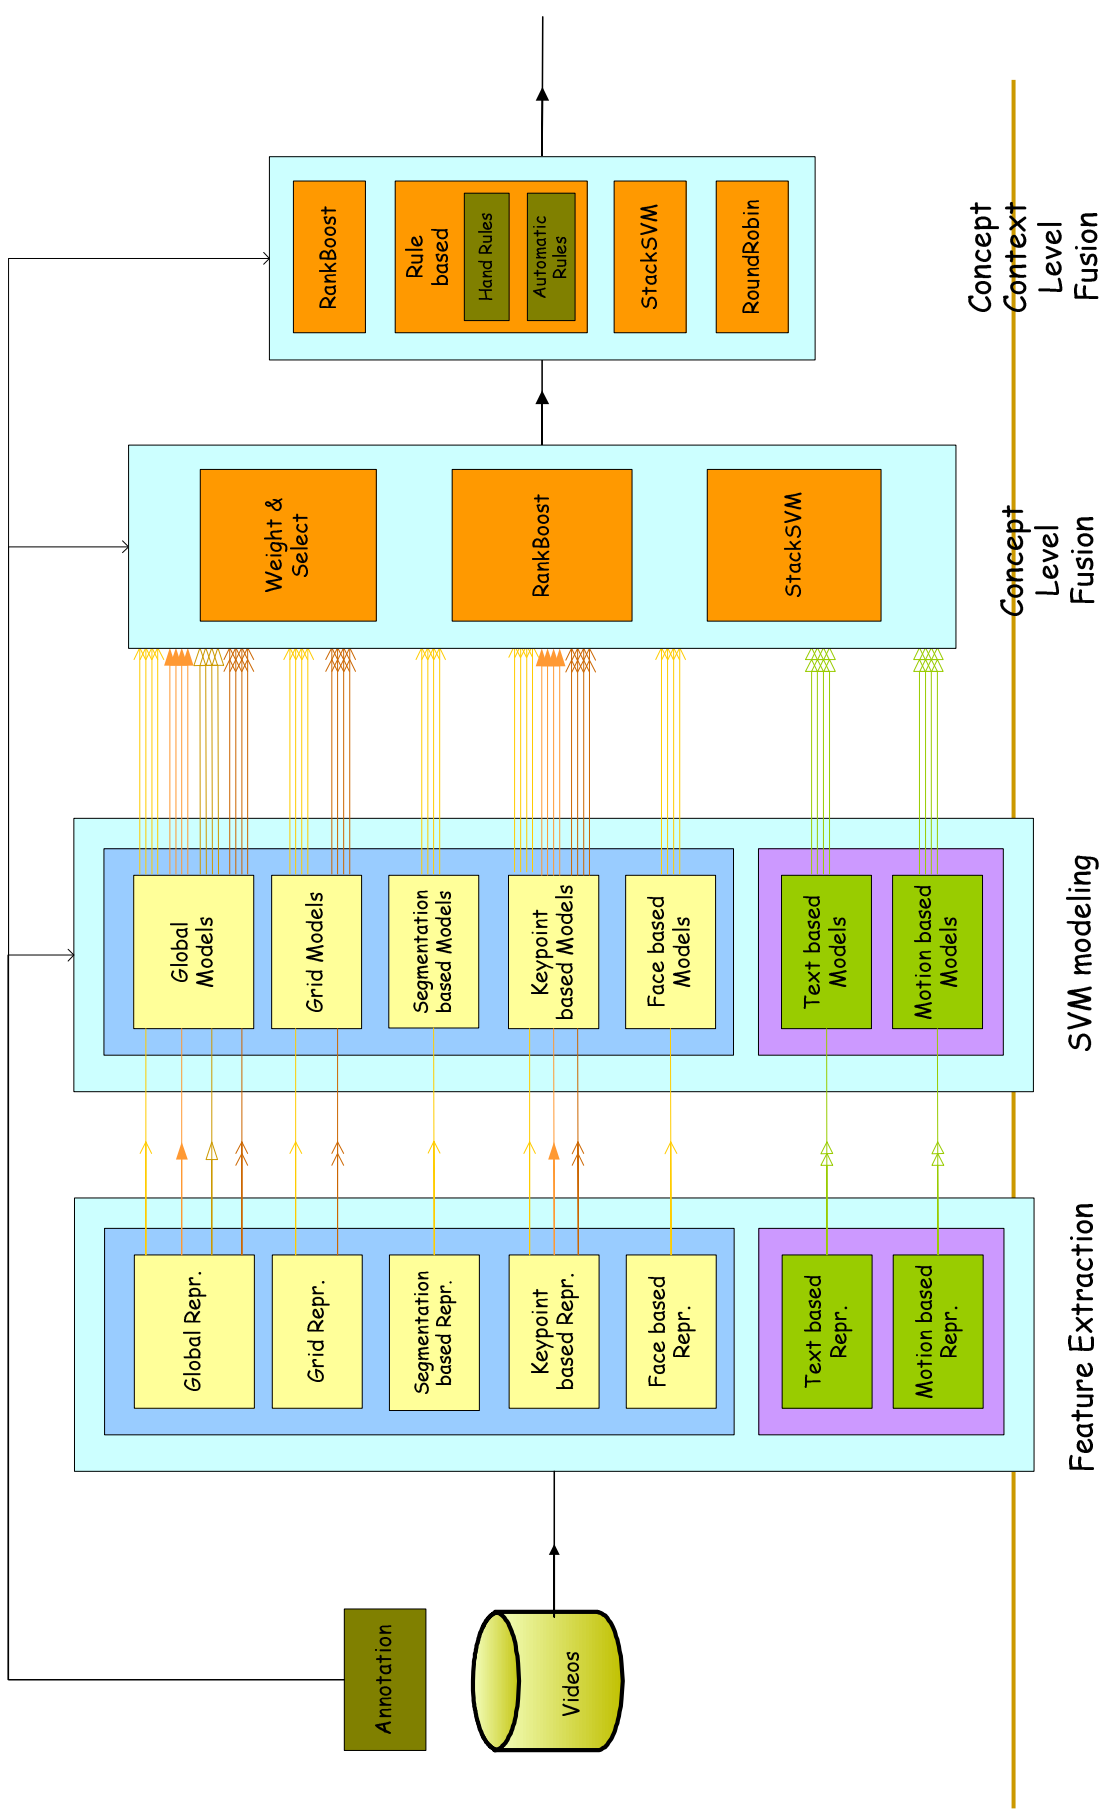 Annotation
Videos
Global Repr.
Grid Repr.
Segmentation
based Repr.
Keypoint
based Repr.
Face based
Repr.
Text based
Repr.
Motion based
Repr.
Feature Extraction
Global
Models
Grid Models
Segmentation
based Models
Keypoint
based Models
Face based
Models
Text based
Models
Motion based
Models
SVM modeling
Weight &
Select
RankBoost
StackSVM
Concept
Level
Fusion
RankBoost
Rule
based
Hand Rules
Automatic
Rules
StackSVM
RoundRobin
Concept
Context
Level
Fusion